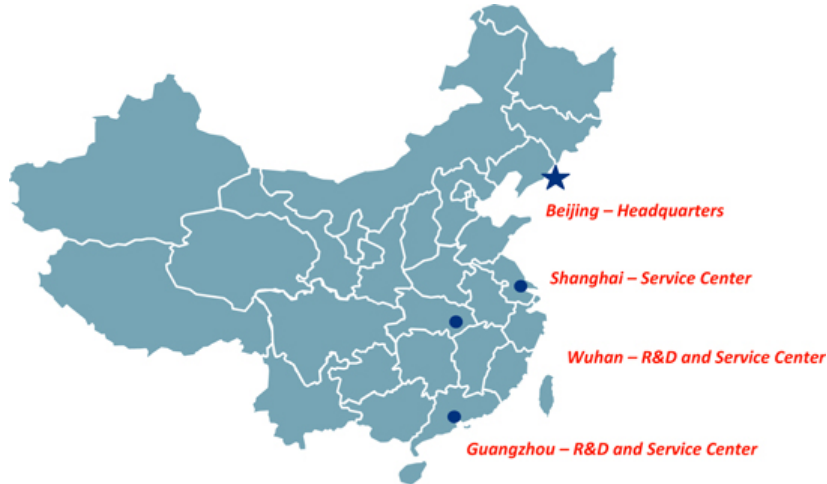 Beijing – Headquarters
Shanghai – Service Center
Wuhan – R&D and Service Center
Guangzhou – R&D and Service Center